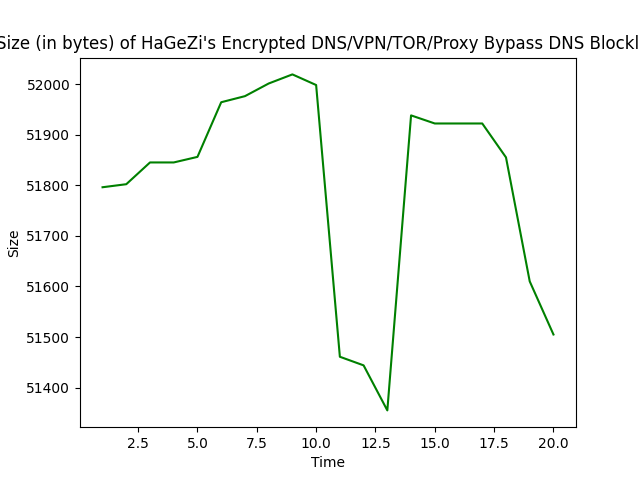 Size (in bytes) of HaGeZi's Encrypted DNS/VPN/TOR/Proxy Bypass DNS Blockl
52000
51900
51800
51700
51600
51500
51400
Size
2.5 5.0 7.5 10.0 12.5 15.0 17.5 20.0
Time